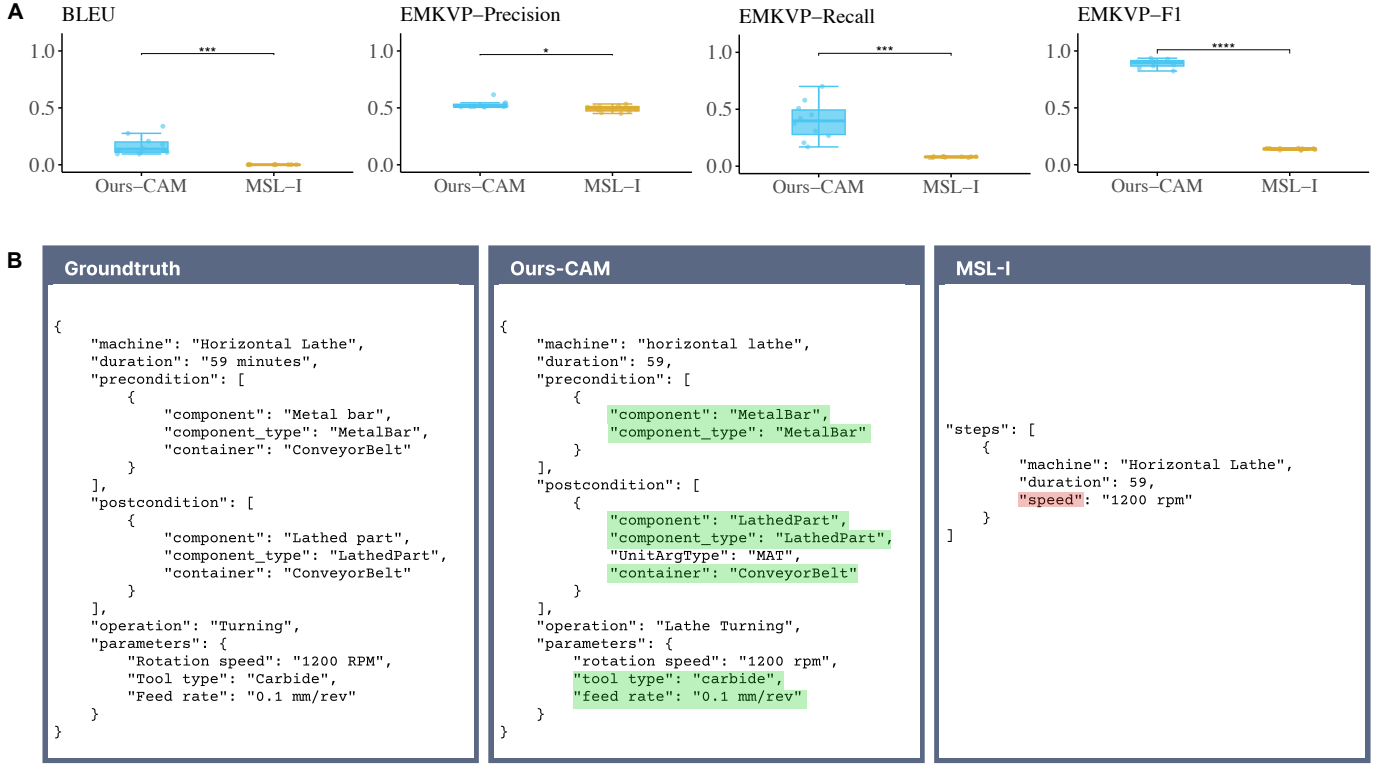 A
BLEU
EMKVP–Precision
EMKVP–Recall
EMKVP–F1
1.0
0.5
0.0
***
Ours–CAM
MSL–I
1.0
0.5
0.0
*
Ours–CAM
MSL–I
1.0
0.5
0.0
***
Ours–CAM
MSL–I
1.0
0.5
0.0
****
Ours–CAM
MSL–I
B
Groundtruth
{
"machine": "Horizontal Lathe",
"duration": "59 minutes",
"precondition": [
{
"component": "Metal bar",
"component_type": "MetalBar",
"container": "ConveyorBelt"
}
],
"postcondition": [
{
"component": "Lathed part",
"component_type": "LathedPart",
"container": "ConveyorBelt"
}
],
"operation": "Turning",
"parameters": {
"Rotation speed": "1200 RPM",
"Tool type": "Carbide",
"Feed rate": "0.1 mm/rev"
}
}
Ours-CAM
{
"machine": "horizontal lathe",
"duration": 59,
"precondition": [
{
"component": "MetalBar",
"component_type": "MetalBar"
}
],
"postcondition": [
{
"component": "LathedPart",
"component_type": "LathedPart",
"UnitArgType": "MAT",
"container": "ConveyorBelt"
}
],
"operation": "Lathe Turning",
"parameters": {
"rotation speed": "1200 rpm",
"tool type": "carbide",
"feed rate": "0.1 mm/rev"
}
}
MSL-I
"steps": [
{
"machine": "Horizontal Lathe",
"duration": 59,
"speed": "1200 rpm"
}
]